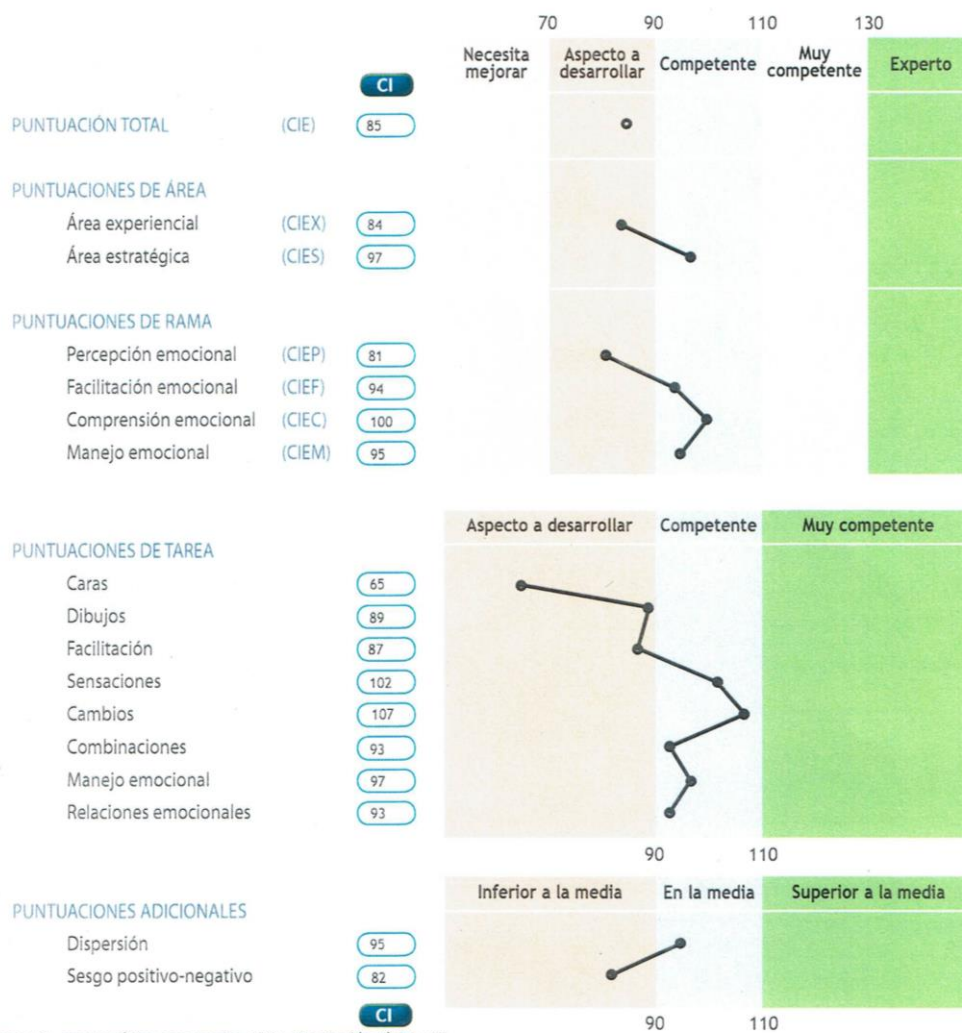 70 90 110 130
Necesita mejorar Aspecto a desarrollar Competente Muy competente Experto
CI
PUNTUACIÓN TOTAL (CIE) 85
PUNTUACIONES DE ÁREA
Área experiencial (CIEX) 84
Área estratégica (CIES) 97
PUNTUACIONES DE RAMA
Percepción emocional (CIEP) 81
Facilitación emocional (CIEF) 94
Comprensión emocional (CIEC) 100
Manejo emocional (CIEM) 95
Aspecto a desarrollar Competente Muy competente
PUNTUACIONES DE TAREA
Caras 65
Dibujos 89
Facilitación 87
Sensaciones 102
Cambios 107
Combinaciones 93
Manejo emocional 97
Relaciones emocionales 93
90 110
Inferior a la media En la media Superior a la media
PUNTUACIONES ADICIONALES
Dispersión 95
Sesgo positivo-negativo 82
CI
90 110